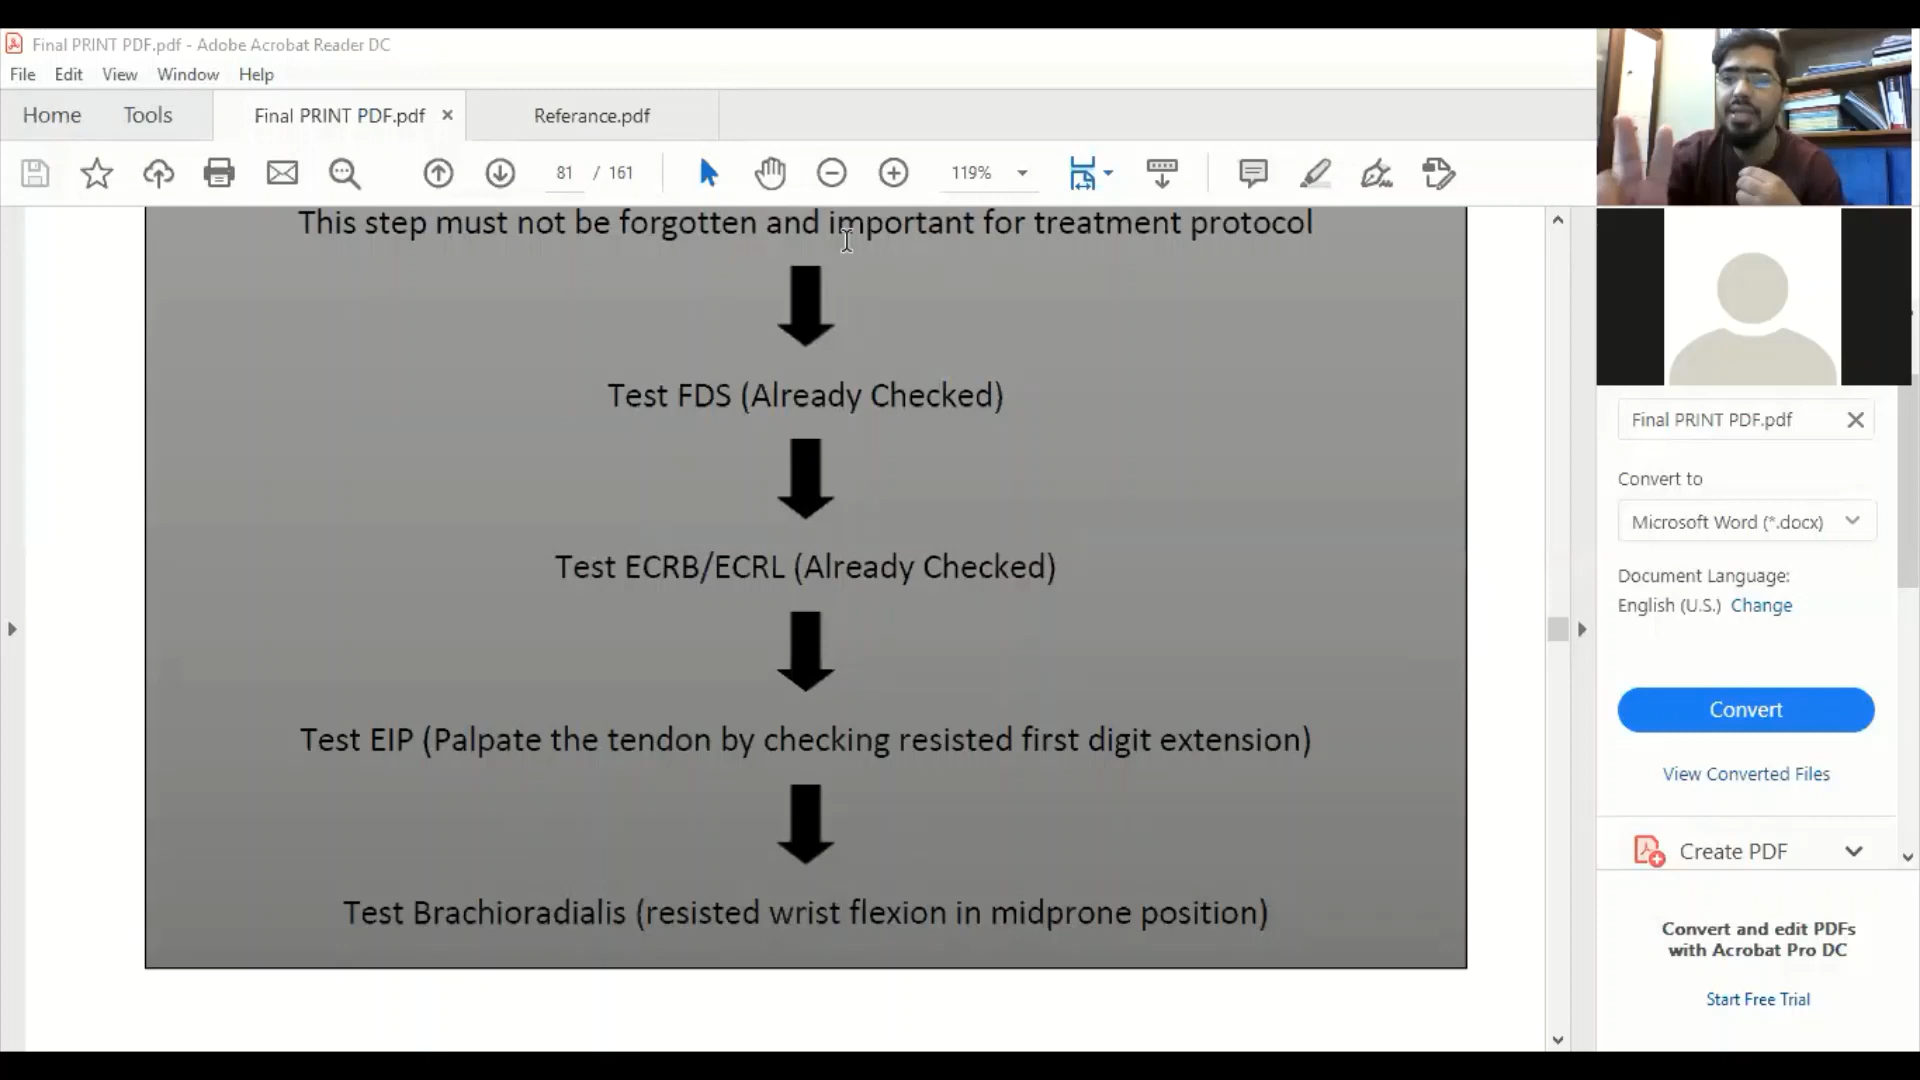 Final PRINT PDF.pdf - Adobe Acrobat Reader DC
File Edit View Window Help
Home Tools Final PRINT PDF.pdf Referance.pdf
81 / 161 119%
This step must not be forgotten and important for treatment protocol
Test FDS (Already Checked)
Test ECRB/ECRL (Already Checked)
Test EIP (Palpate the tendon by checking resisted first digit extension)
Test Brachioradialis (resisted wrist flexion in midprone position)
Final PRINT PDF.pdf
Convert to
Microsoft Word (*.docx)
Document Language:
English (U.S.) Change
Convert
View Converted Files
Create PDF
Convert and edit PDFs
with Acrobat Pro DC
Start Free Trial